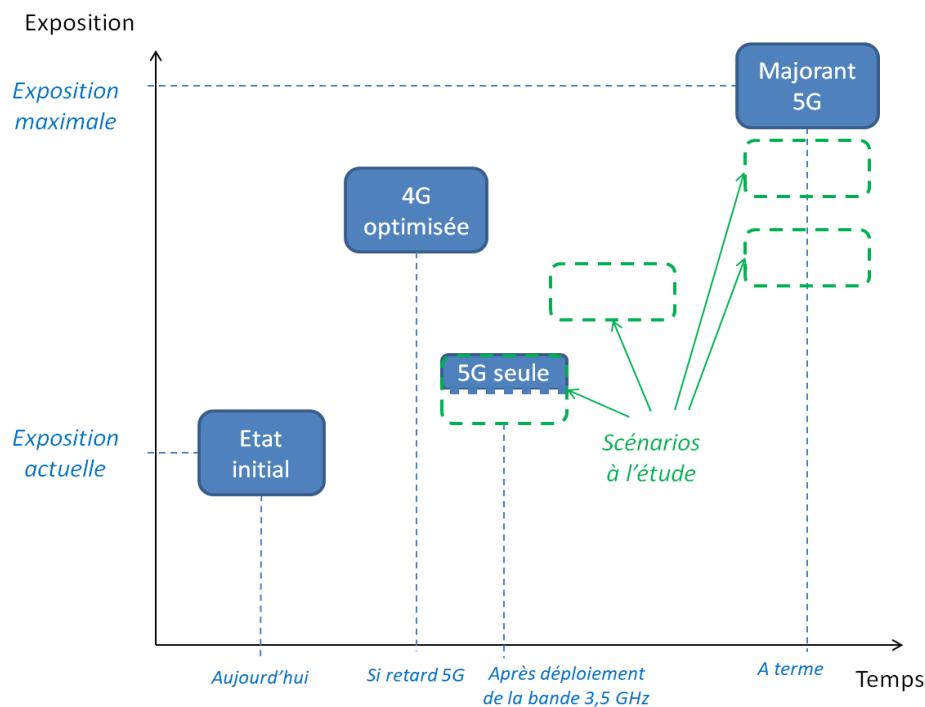 Exposition
Exposition
maximale
Majorant
5G
4G
optimisée
5G seule
Exposition
actuelle
Etat
initial
Scénarios
à l'étude
Aujourd'hui
Si retard 5G
Après déploiement
de la bande 3,5 GHz
A terme
Temps